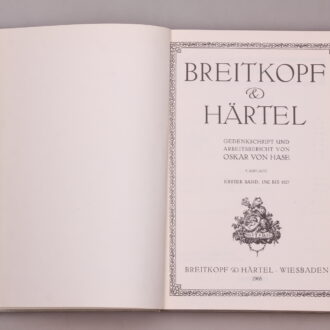 BREITKOPF
&
HÄRTEL
GEDENKSCHRIFT UND
ARBEITSBERICHT VON
OSKAR VON HASE
ERSTER BAND: 1542 BIS 1827
BREITKOPF & HÄRTEL · WIESBADEN
1968